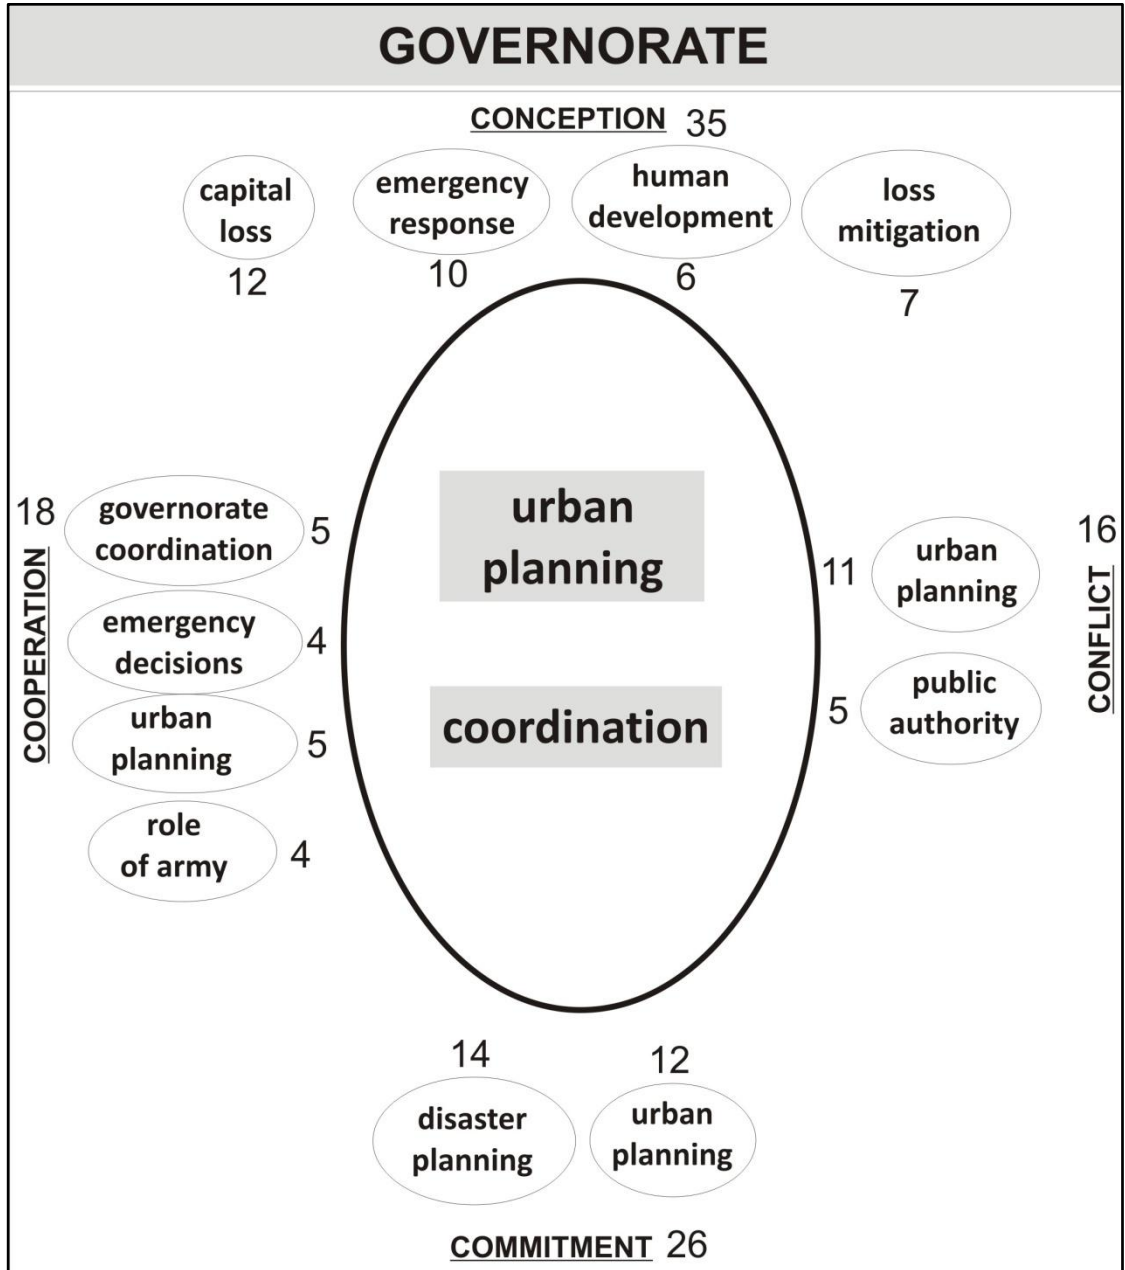 GOVERNORATE
CONCEPTION 35
capital
loss
12
emergency
response
10
human
development
6
loss
mitigation
7
18
COOPERATION
governorate
coordination
5
emergency
decisions
4
urban
planning
5
role
of army
4
urban
planning
coordination
16
CONFLICT
11
urban
planning
5
public
authority
14
disaster
planning
12
urban
planning
COMMITMENT 26